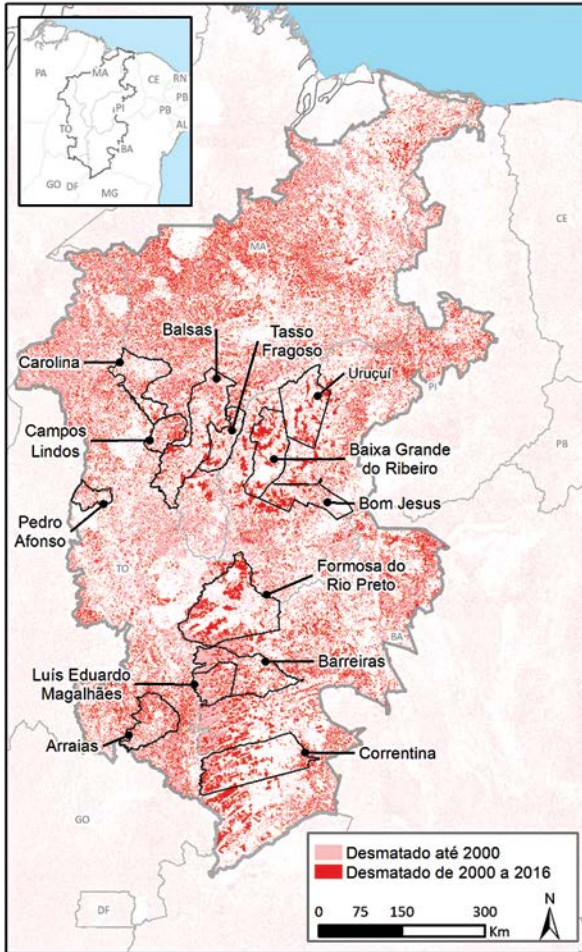 PA
MA
CE
RN
PI
PB
PB
AL
TO
BA
GO
DF
MG
CE
MA
Balsas
Tasso
Fragoso
Carolina
Uruçuí
PI
Campos
Lindos
Baixa Grande
do Ribeiro
PB
Bom Jesus
Pedro
Afonso
Formosa do
Rio Preto
TO
BA
Barreiras
Luís Eduardo
Magalhães
Arraias
Correntina
GO
Desmatado até 2000
Desmatado de 2000 a 2016
DF
0 75 150 300
Km
N